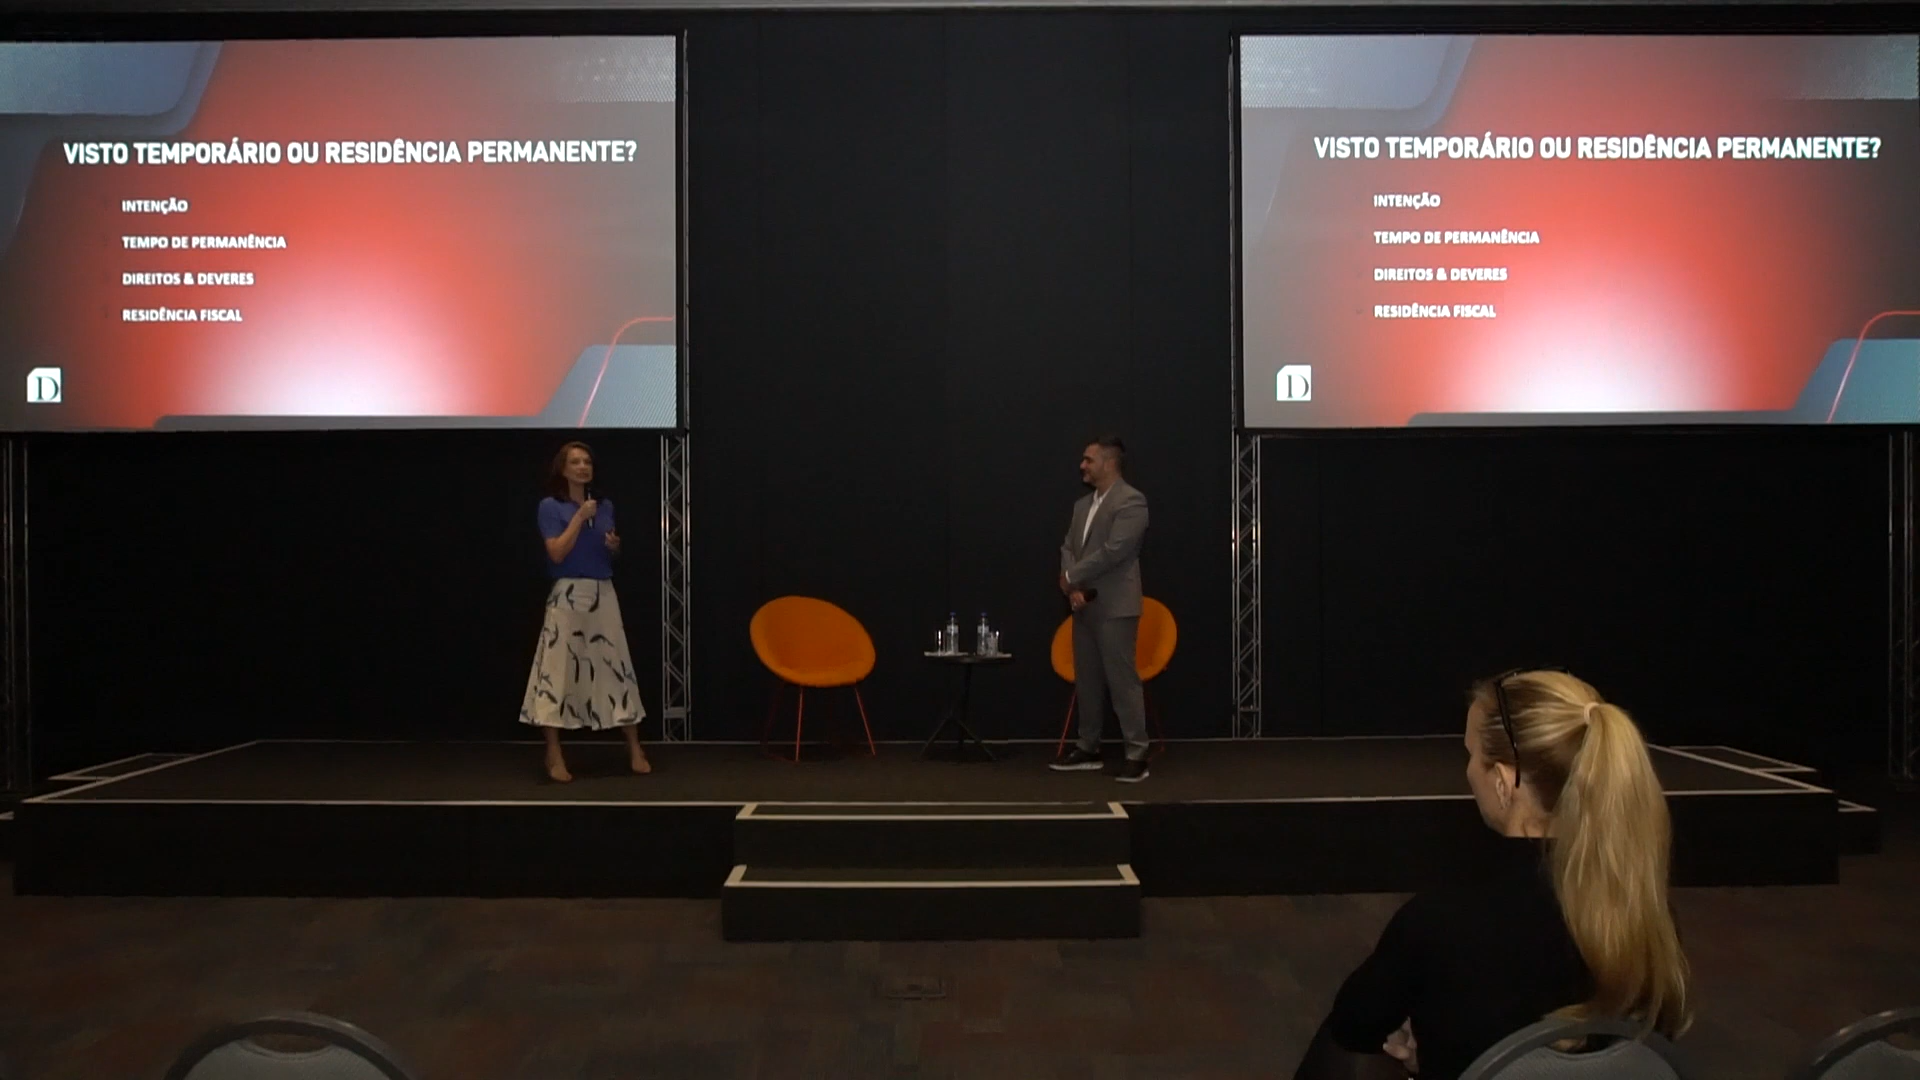 VISTO TEMPORÁRIO OU RESIDÊNCIA PERMANENTE?
INTENÇÃO
TEMPO DE PERMANÊNCIA
DIREITOS & DEVERES
RESIDÊNCIA FISCAL
D
VISTO TEMPORÁRIO OU RESIDÊNCIA PERMANENTE?
INTENÇÃO
TEMPO DE PERMANÊNCIA
DIREITOS & DEVERES
RESIDÊNCIA FISCAL
D